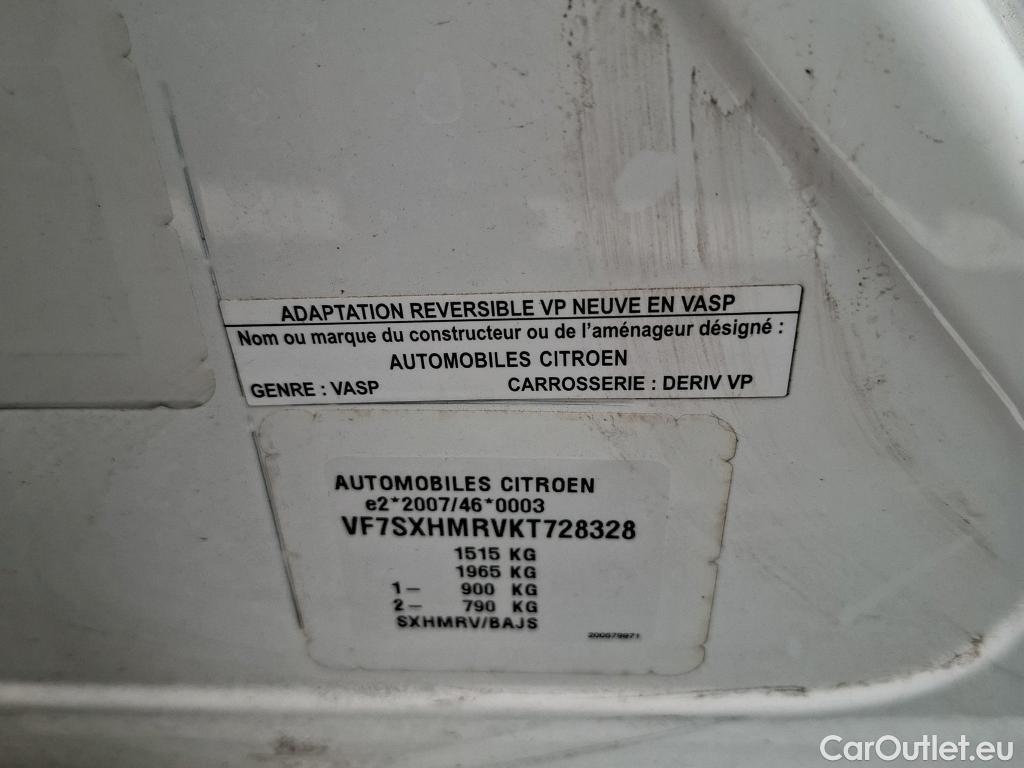 ADAPTATION REVERSIBLE VP NEUVE EN VASP
Nom ou marque du constructeur ou de l'aménageur désigné :
AUTOMOBILES CITROEN
GENRE : VASP CARROSSERIE : DERIV VP
AUTOMOBILES CITROEN
e2*2007/46*0003
VF7SXHMRVKT728328
1515 KG
1965 KG
1— 900 KG
2— 790 KG
SXHMRV/BAJS
200079971
CarOutlet.eu